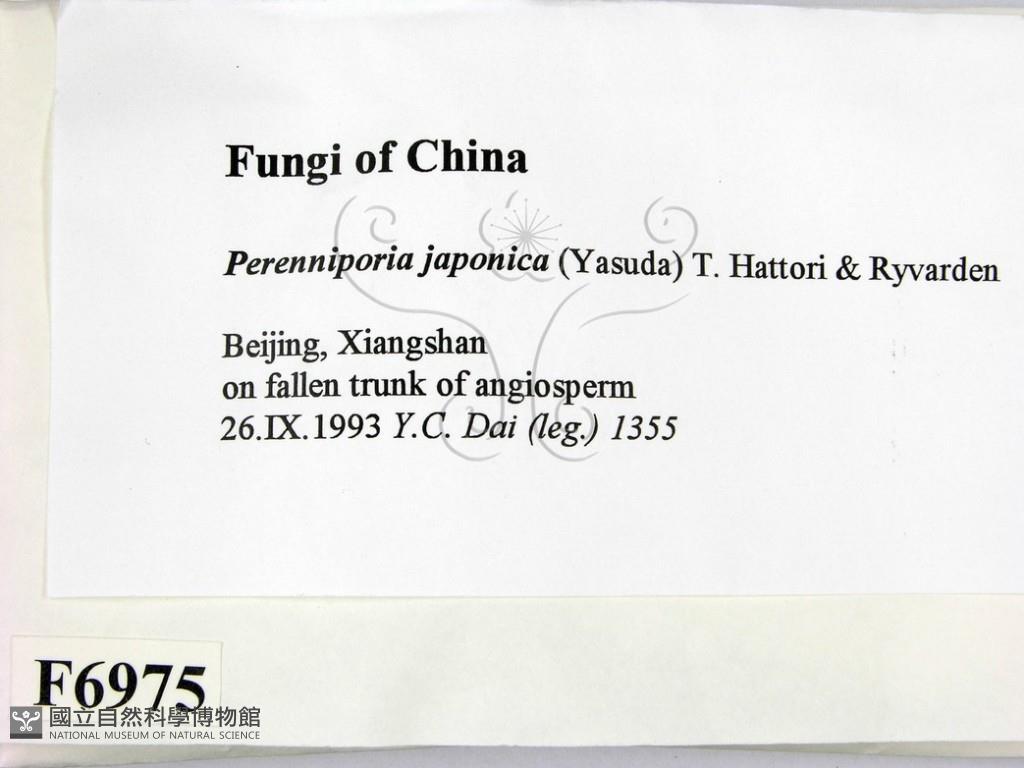 Fungi of China
Perenniporia japonica (Yasuda) T. Hattori & Ryvarden
Beijing, Xiangshan
on fallen trunk of angiosperm
26.IX.1993 Y.C. Dai (leg.) 1355
F6975
國立自然科學博物館
NATIONAL MUSEUM OF NATURAL SCIENCE